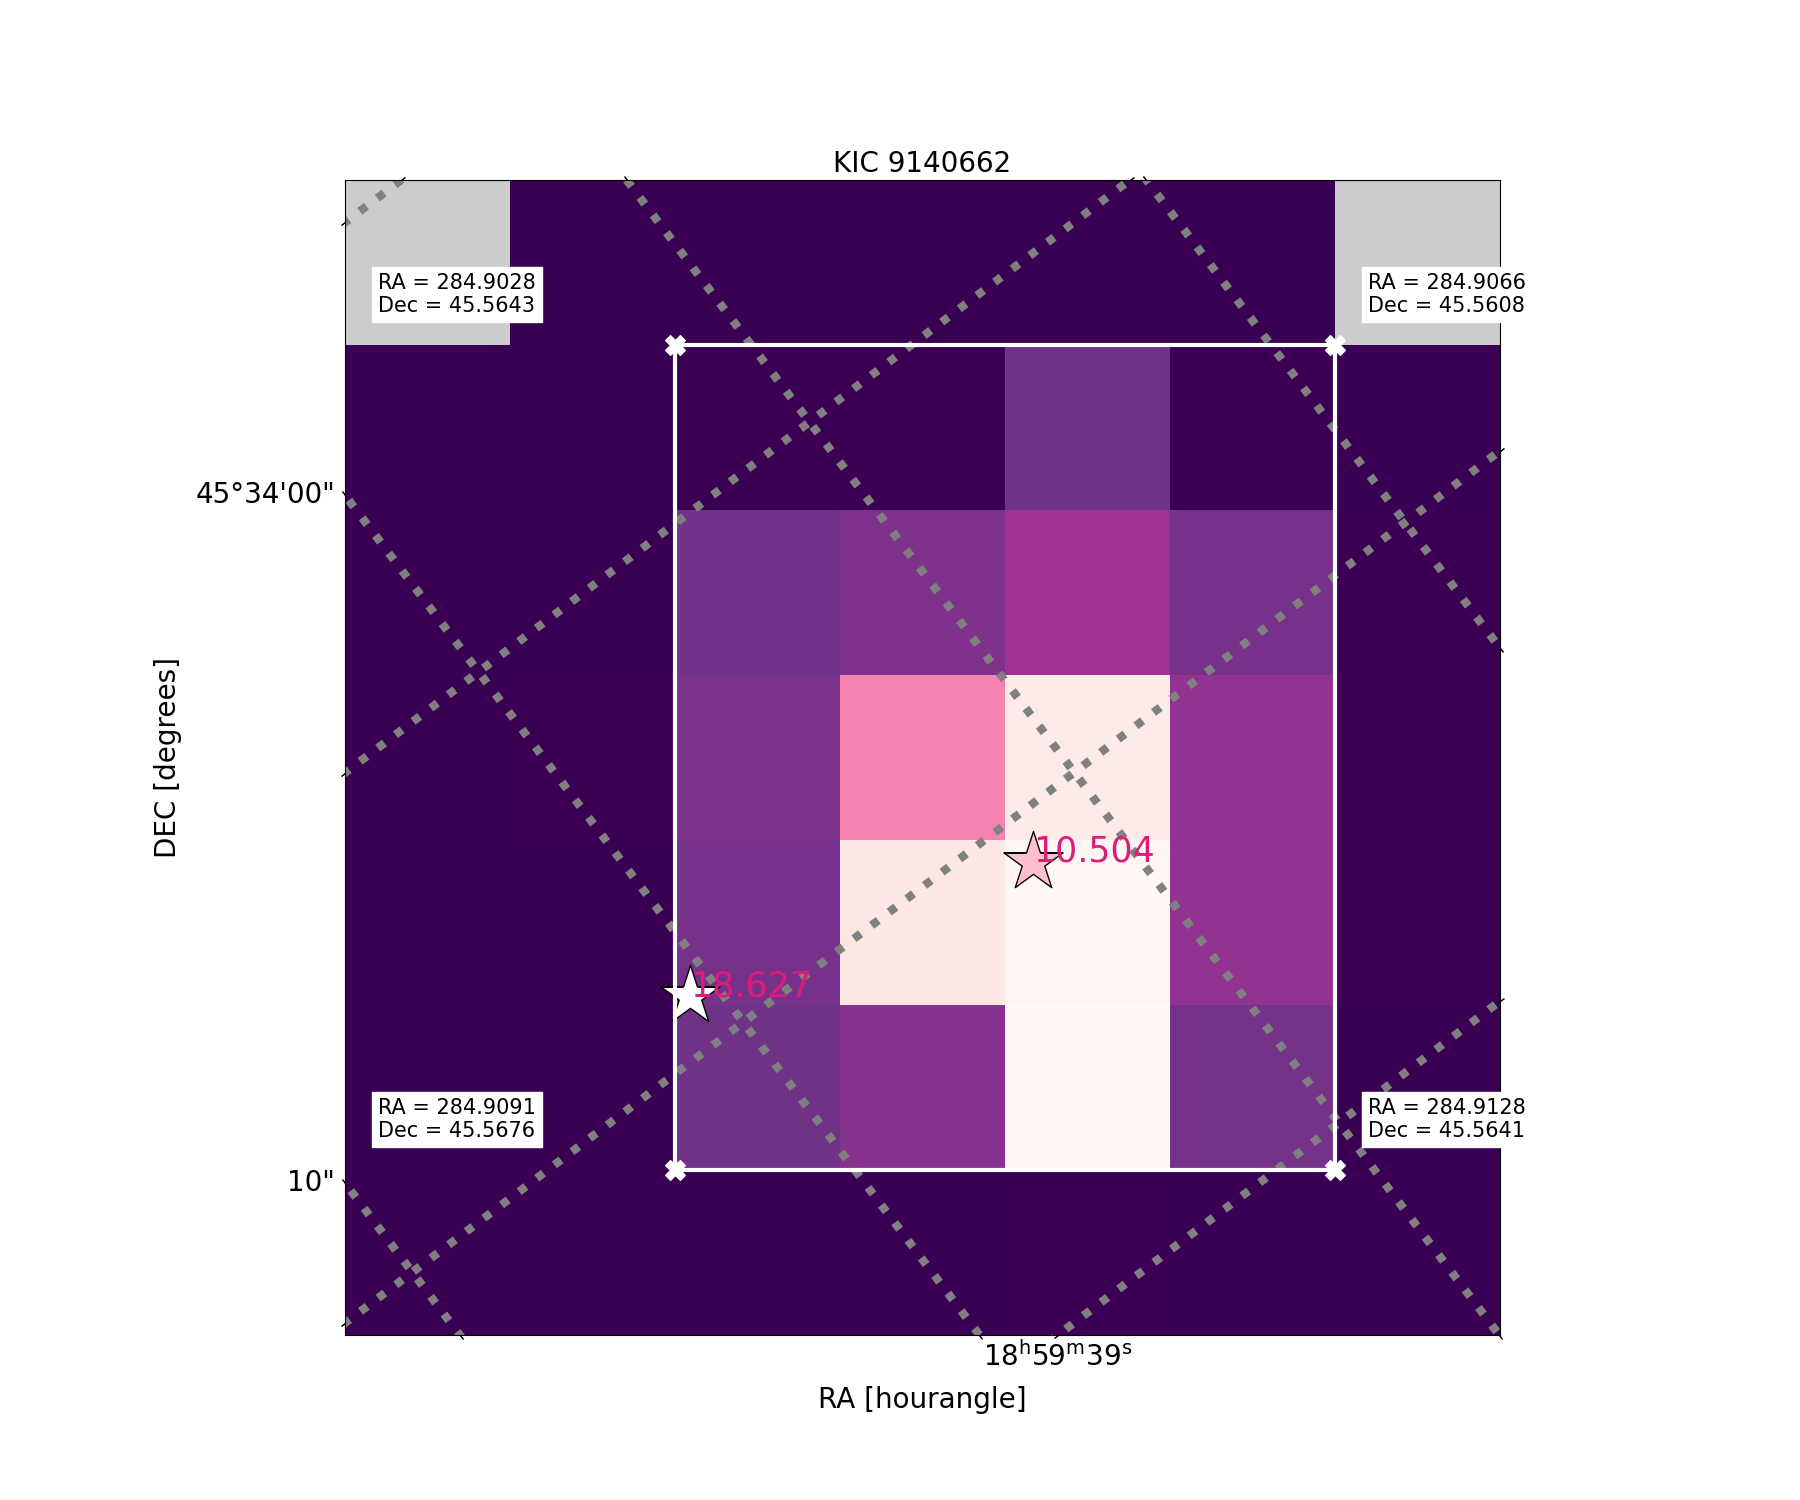 KIC 9140662
RA = 284.9028
Dec = 45.5643
RA = 284.9066
Dec = 45.5608
45°34'00"
DEC [degrees]
10.504
18.627
RA = 284.9091
Dec = 45.5676
RA = 284.9128
Dec = 45.5641
10"
18h59m39s
RA [hourangle]